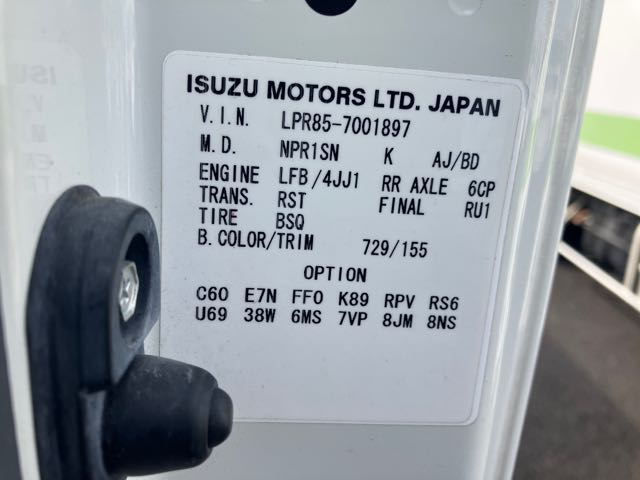 ISUZU MOTORS LTD. JAPAN
V.I.N. LPR85-7001897
M.D. NPR1SN K AJ/BD
ENGINE LFB/4JJ1 RR AXLE 6CP
TRANS. RST FINAL RU1
TIRE BSQ
B.COLOR/TRIM 729/155
OPTION
C60 E7N FF0 K89 RPV RS6
U69 38W 6MS 7VP 8JM 8NS